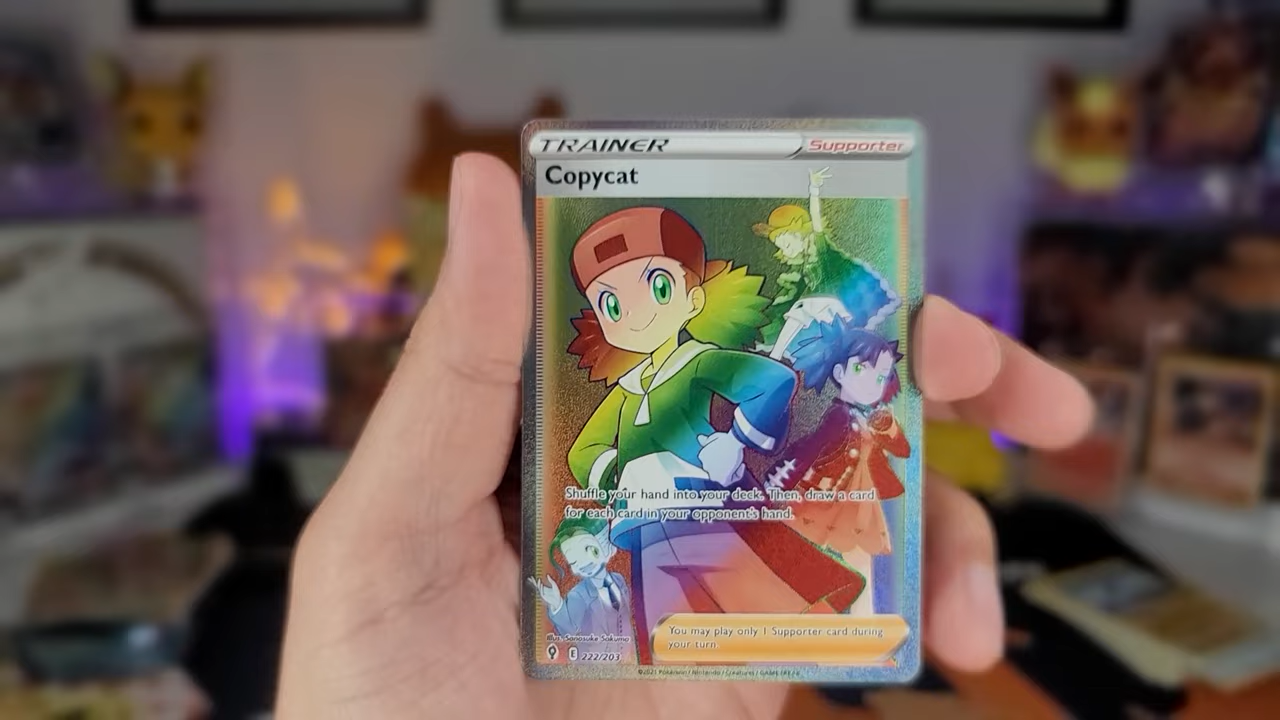 TRAINER Supporter
Copycat
Shuffle your hand into your deck. Then, draw a card
for each card in your opponent's hand.
Illus. Sanosuke Sakuma
E 222/203
You may play only 1 Supporter card during
your turn.
©2021 Pokémon / Nintendo / Creatures / GAME FREAK